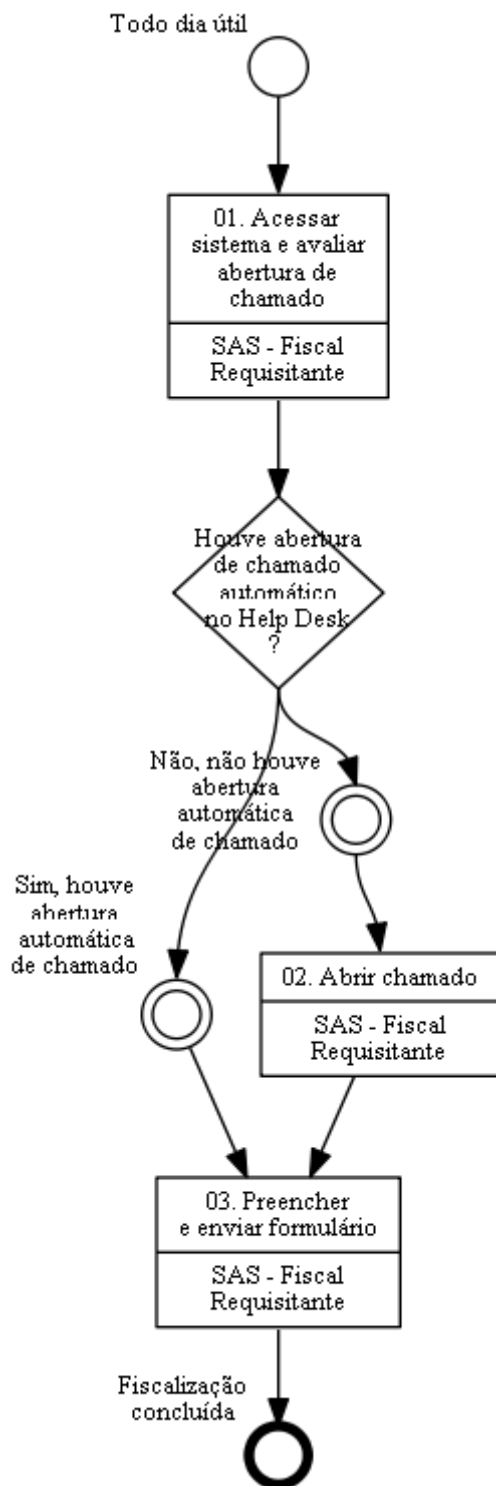 Todo dia útil
01. Acessar
sistema e avaliar
abertura de
chamado
SAS - Fiscal
Requisitante
Houve abertura
de chamado
automático
no Help Desk
?
Não, não houve
abertura
automática
de chamado
Sim, houve
abertura
automática
de chamado
02. Abrir chamado
SAS - Fiscal
Requisitante
03. Preencher
e enviar formulário
SAS - Fiscal
Requisitante
Fiscalização
concluída